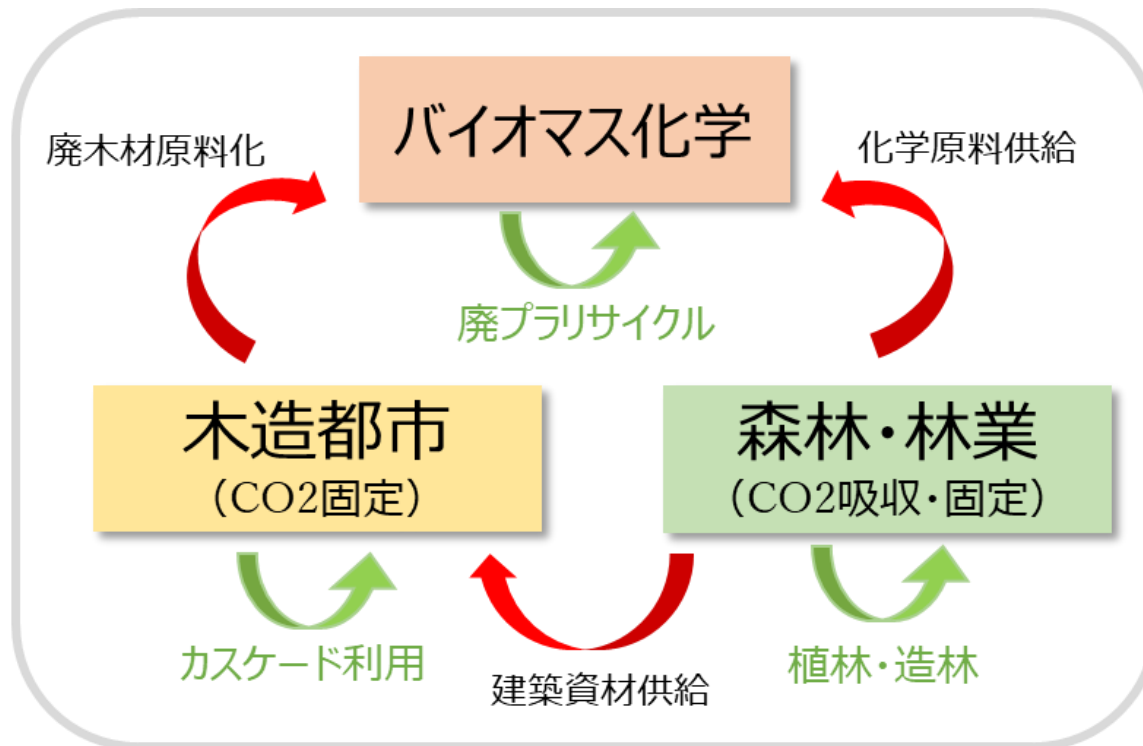 バイオマス化学
廃木材原料化
化学原料供給
廃プラリサイクル
木造都市
（CO2固定）
森林・林業
（CO2吸収・固定）
カスケード利用
建築資材供給
植林・造林